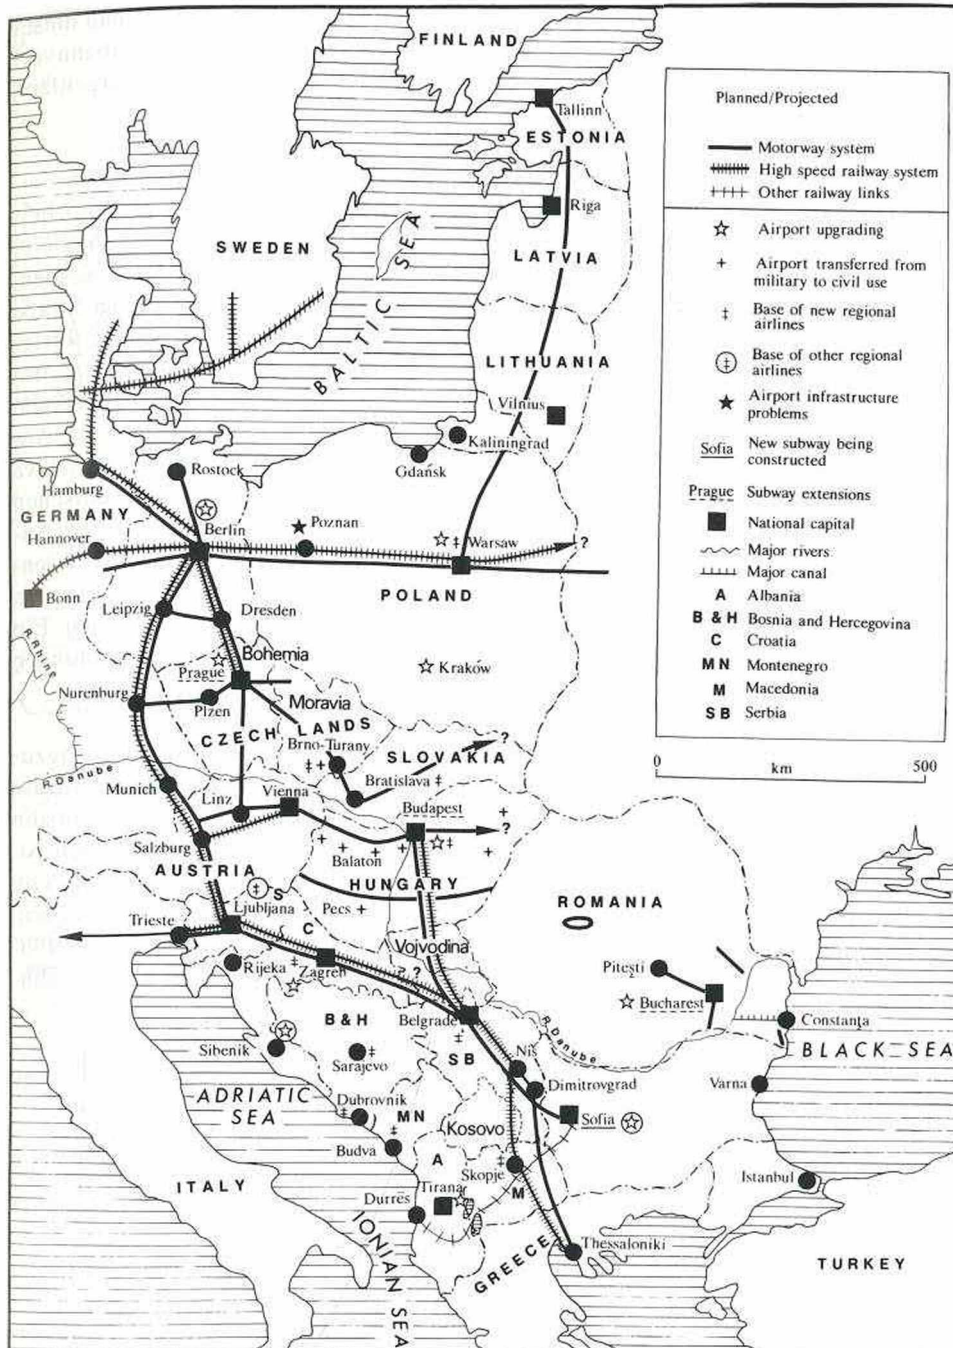 FINLAND
Tallinn
ESTONIA
Riga
LATVIA
SWEDEN
BALTIC SEA
LITHUANIA
Vilnius
Kaliningrad
Gdańsk
Rostock
Hamburg
GERMANY
Hannover
Berlin
Poznan
Warsaw
?
Bonn
POLAND
Leipzig
Dresden
R. Rhine
Bohemia
Prague
Kraków
Nurenburg
Plzen
Moravia
CZECH LANDS
Brno-Turany
SLOVAKIA
?
R. Danube
Munich
Linz
Vienna
Bratislava
Budapest
?
Salzburg
Balaton
AUSTRIA
HUNGARY
S
Ljubljana
Pecs
ROMANIA
Trieste
C
Vojvodina
Rijeka
Zagreb
?
?
Piteşti
Bucharest
B & H
Belgrade
R. Danube
Constanţa
Sibenik
Sarajevo
SB
Niš
BLACK SEA
Dimitrovgrad
Varna
ADRIATIC
SEA
Dubrovnik
MN
Kosovo
Sofia
Budva
A
Skopje
ITALY
Tirana
M
Istanbul
Durrës
Thessaloniki
IONIAN SEA
GREECE
TURKEY
Planned/Projected
Motorway system
High speed railway system
Other railway links
Airport upgrading
Airport transferred from
military to civil use
Base of new regional
airlines
Base of other regional
airlines
Airport infrastructure
problems
Sofia New subway being
constructed
Prague Subway extensions
National capital
Major rivers
Major canal
A Albania
B & H Bosnia and Hercegovina
C Croatia
MN Montenegro
M Macedonia
SB Serbia
0 500
km